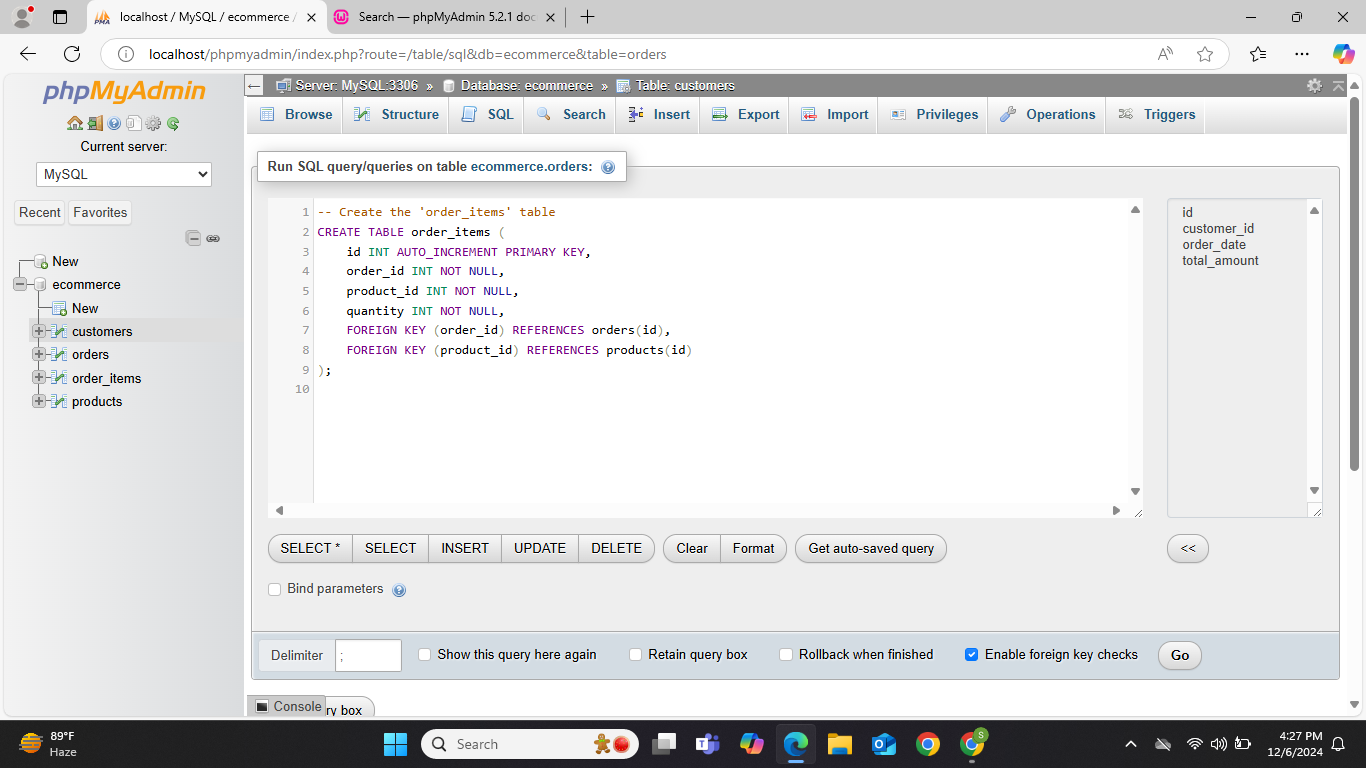 localhost / MySQL / ecommerce /
Search — phpMyAdmin 5.2.1 doc
localhost/phpmyadmin/index.php?route=/table/sql&db=ecommerce&table=orders
phpMyAdmin
Current server:
MySQL
Recent
Favorites
New
ecommerce
New
customers
orders
order_items
products
Server: MySQL:3306 » Database: ecommerce » Table: customers
Browse
Structure
SQL
Search
Insert
Export
Import
Privileges
Operations
Triggers
Run SQL query/queries on table ecommerce.orders:
1 -- Create the 'order_items' table
2 CREATE TABLE order_items (
3 id INT AUTO_INCREMENT PRIMARY KEY,
4 order_id INT NOT NULL,
5 product_id INT NOT NULL,
6 quantity INT NOT NULL,
7 FOREIGN KEY (order_id) REFERENCES orders(id),
8 FOREIGN KEY (product_id) REFERENCES products(id)
9 );
10
id
customer_id
order_date
total_amount
SELECT *
SELECT
INSERT
UPDATE
DELETE
Clear
Format
Get auto-saved query
<<
Bind parameters
Delimiter
;
Show this query here again
Retain query box
Rollback when finished
Enable foreign key checks
Go
Console
ry box
89°F
Haze
Search
S
4:27 PM
12/6/2024